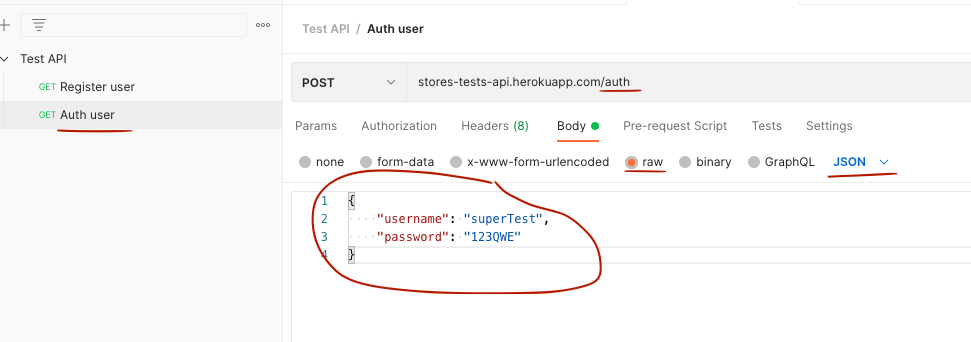 Test API / Auth user
Test API
GET Register user
GET Auth user
POST stores-tests-api.herokuapp.com/auth
Params Authorization Headers (8) Body Pre-request Script Tests Settings
none form-data x-www-form-urlencoded raw binary GraphQL JSON
1 {
2 "username": "superTest",
3 "password": "123QWE"
4 }